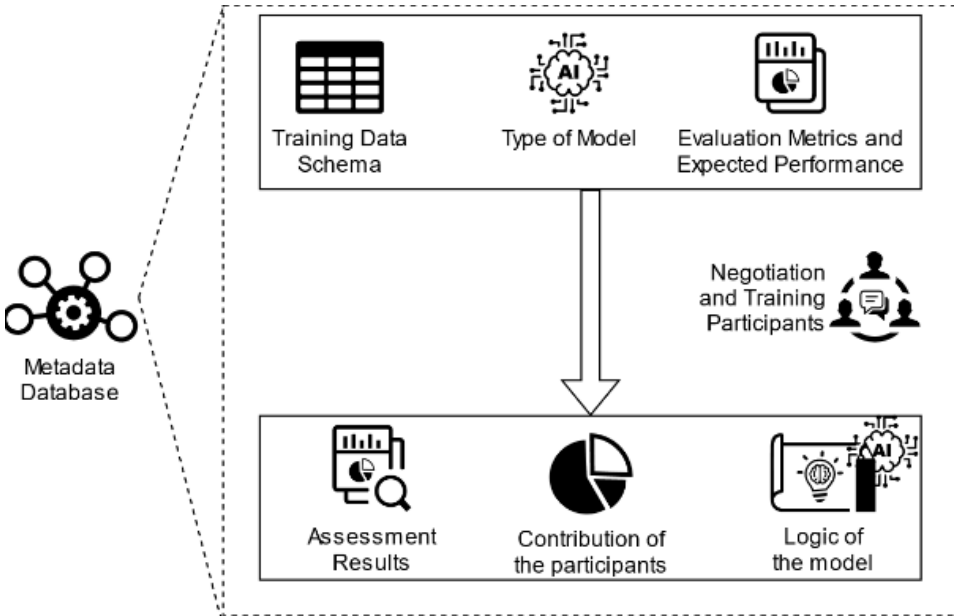 AI
Training Data
Schema
Type of Model
Evaluation Metrics and
Expected Performance
Negotiation
and Training
Participants
Metadata
Database
AI
Assessment
Results
Contribution of
the participants
Logic of
the model